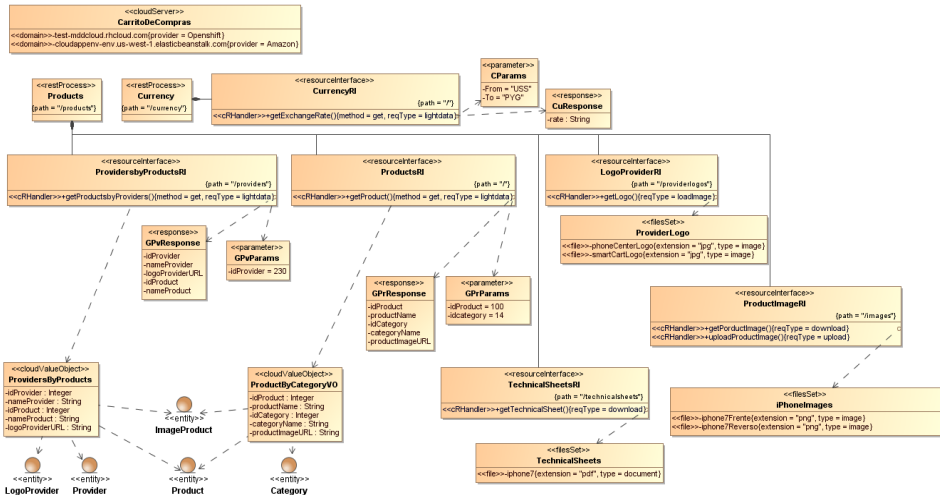 <<cloudServer>>
CarritoDeCompras
<<domain>>-test-mddcloud.rhcloud.com{provider = Openshift}
<<domain>>-cloudappenv-env.us-west-1.elasticbeanstalk.com{provider = Amazon}
<<restProcess>>
Products
{path = "/products"}
<<restProcess>>
Currency
{path = "/currency"}
<<resourceInterface>>
CurrencyRI
{path = "/"}
<<cRHandler>>+getExchangeRate(){method = get, reqType = lightdata}
<<parameter>>
CParams
-From = "USS"
-To = "PYG"
<<response>>
CuResponse
-rate : String
<<resourceInterface>>
ProvidersbyProductsRI
{path = "/providers"}
<<cRHandler>>+getProductsbyProviders(){method = get, reqType = lightdata}
<<resourceInterface>>
ProductsRI
{path = "/"}
<<cRHandler>>+getProduct(){method = get, reqType = lightdata}
<<resourceInterface>>
LogoProviderRI
{path = "/providerlogos"}
<<cRHandler>>+getLogo(){reqType = loadImage}
<<response>>
GPvResponse
-idProvider
-nameProvider
-logoProviderURL
-idProduct
-nameProduct
<<parameter>>
GPvParams
-idProvider = 230
<<filesSet>>
ProviderLogo
<<file>>-phoneCenterLogo{extension = "jpg", type = image}
<<file>>-smartCartLogo{extension = "jpg", type = image}
<<response>>
GPrResponse
-idProduct
-productName
-idCategory
-categoryName
-productImageURL
<<parameter>>
GPrParams
-idProduct = 100
-idcategory = 14
<<resourceInterface>>
ProductImageRI
{path = "/images"}
<<cRHandler>>+getPorductImage(){reqType = download}
<<cRHandler>>+uploadProductImage(){reqType = upload}
<<cloudValueObject>>
ProvidersByProducts
-idProvider : Integer
-nameProvider : String
-idProduct : Integer
-nameProduct : String
-logoProviderURL : String
<<entity>>
ImageProduct
<<cloudValueObject>>
ProductByCategoryVO
-idProduct : Integer
-productName : String
-idCategory : Integer
-categoryName : String
-productImageURL : String
<<resourceInterface>>
TechnicalSheetsRI
{path = "/technicalsheets"}
<<cRHandler>>+getTechnicalSheet(){reqType = download}
<<filesSet>>
iPhoneImages
<<file>>-iphone7Frente{extension = "png", type = image}
<<file>>-iphone7Reverso{extension = "png", type = image}
<<filesSet>>
TechnicalSheets
<<file>>-iphone7{extension = "pdf", type = document}
<<entity>>
LogoProvider
<<entity>>
Provider
<<entity>>
Product
<<entity>>
Category